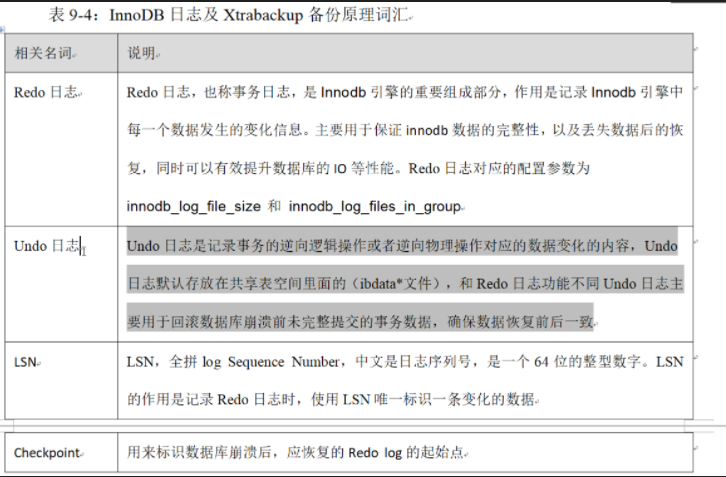 表 9-4：InnoDB 日志及 Xtrabackup 备份原理词汇
相关名词
说明
Redo 日志
Redo 日志，也称事务日志，是 Innodb 引擎的重要组成部分，作用是记录 Innodb 引擎中
每一个数据发生的变化信息。主要用于保证 innodb 数据的完整性，以及丢失数据后的恢
复，同时可以有效提升数据库的 IO 等性能。Redo 日志对应的配置参数为
innodb_log_file_size 和 innodb_log_files_in_group
Undo 日志
Undo 日志是记录事务的逆向逻辑操作或者逆向物理操作对应的数据变化的内容，Undo
日志默认存放在共享表空间里面的（ibdata*文件），和 Redo 日志功能不同 Undo 日志主
要用于回滚数据库崩溃前未完整提交的事务数据，确保数据恢复前后一致
LSN
LSN，全拼 log Sequence Number，中文是日志序列号，是一个 64 位的整型数字。LSN
的作用是记录 Redo 日志时，使用 LSN 唯一标识一条变化的数据
Checkpoint
用来标识数据库崩溃后，应恢复的 Redo log 的起始点